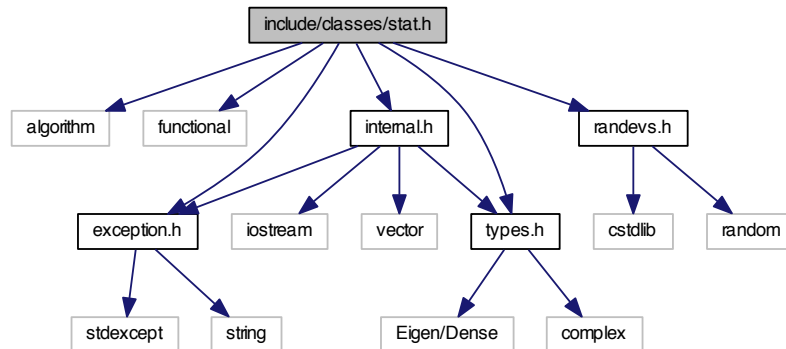 include/classes/stat.h
algorithm
functional
internal.h
randevs.h
exception.h
iostream
vector
types.h
cstdlib
random
stdexcept
string
Eigen/Dense
complex